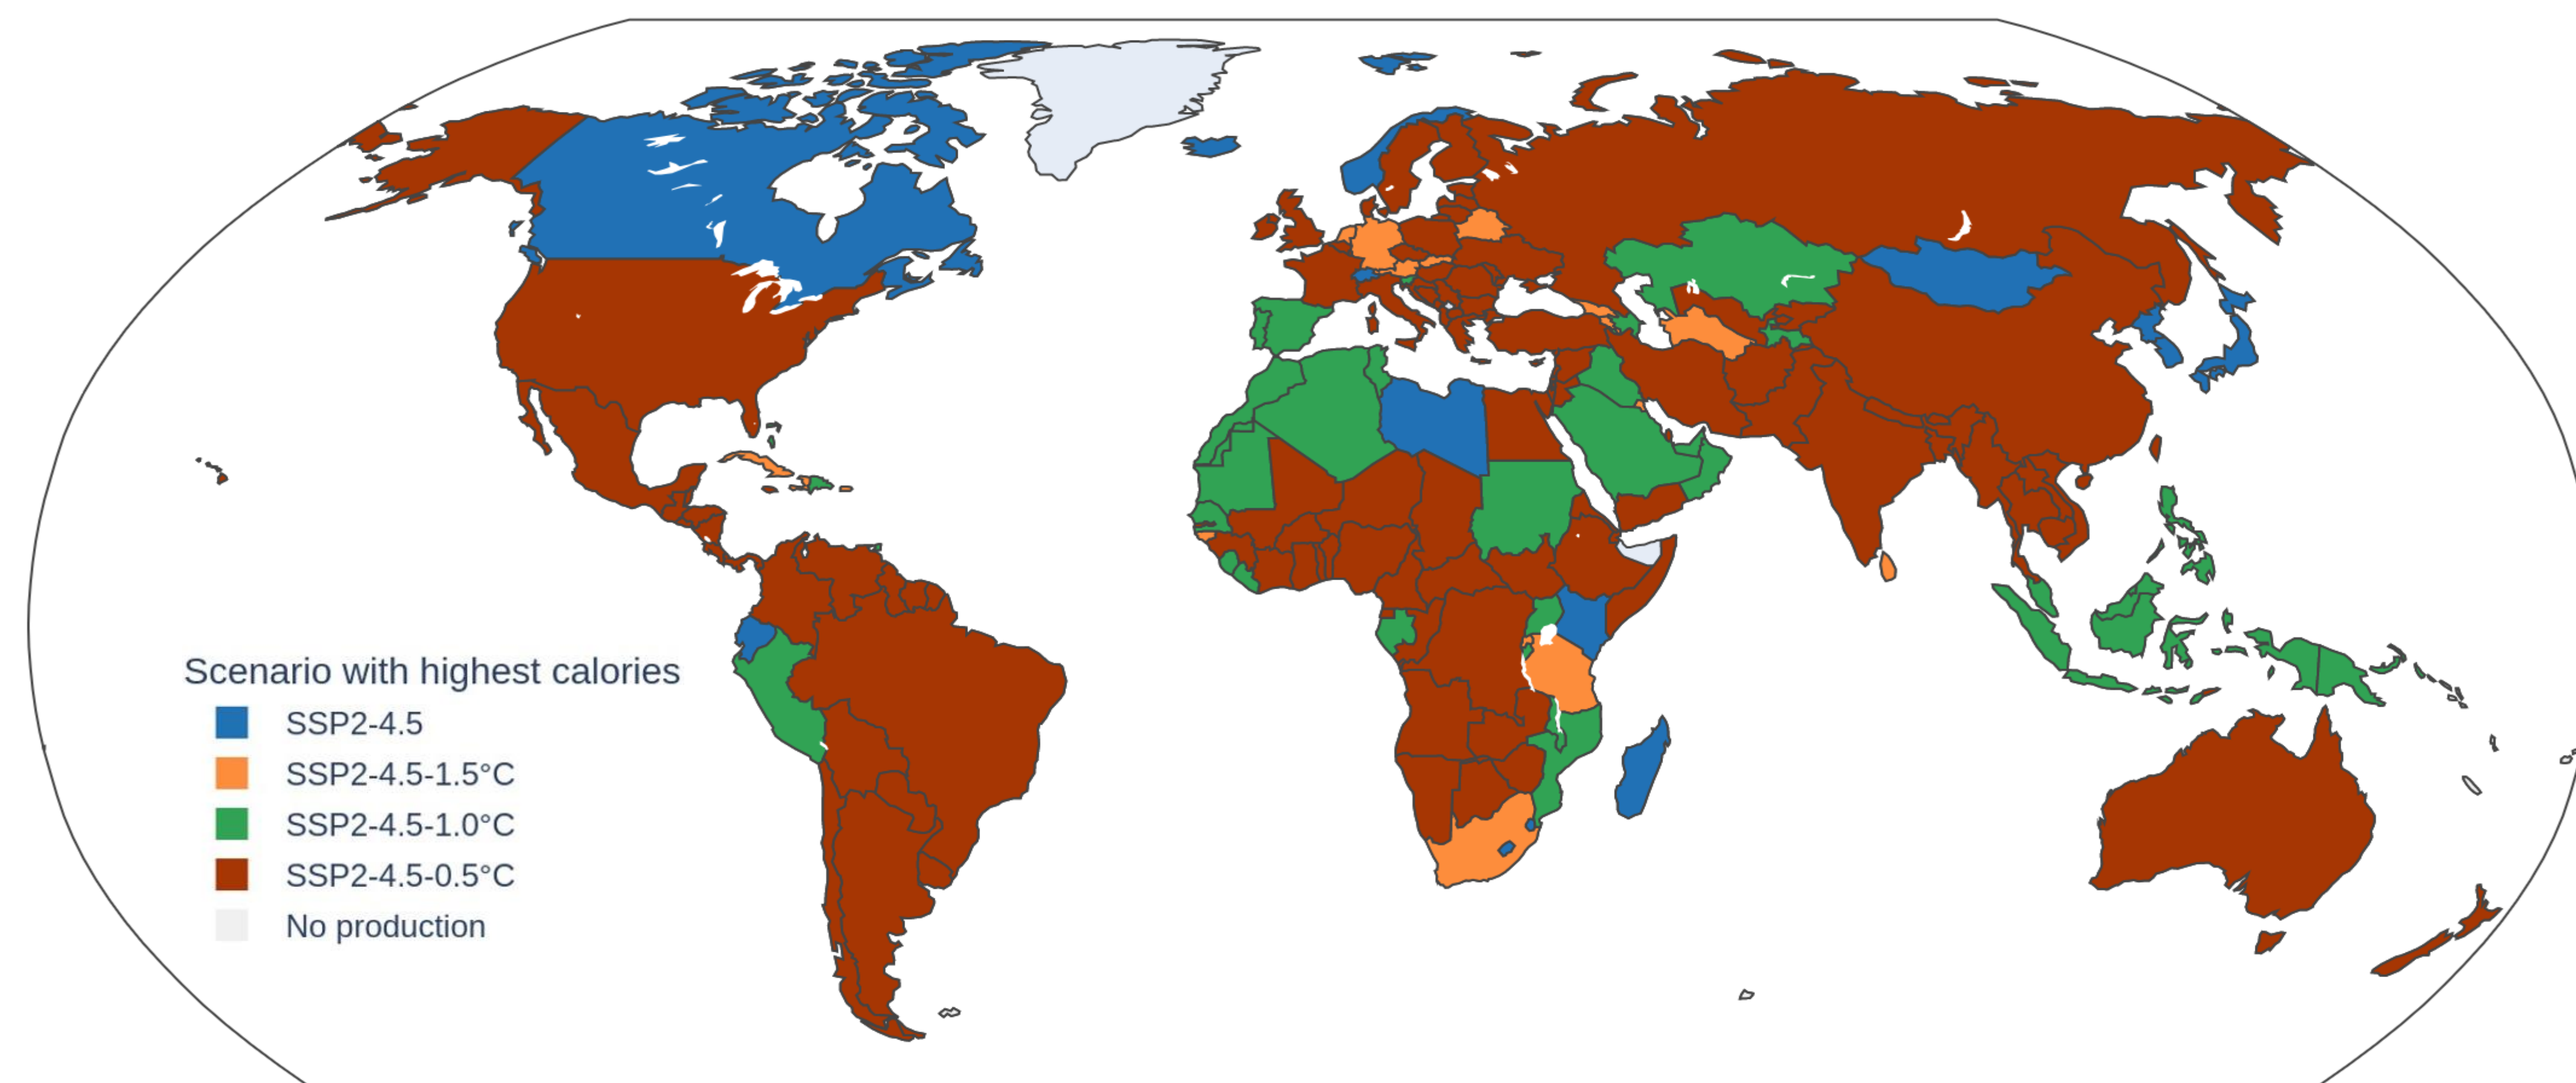 Scenario with highest calories
SSP2-4.5
SSP2-4.5-1.5°C
SSP2-4.5-1.0°C
SSP2-4.5-0.5°C
No production